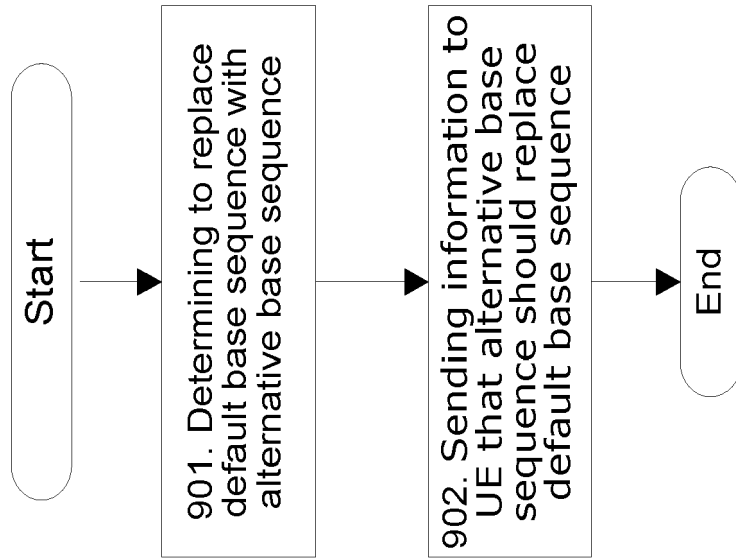 Start
901. Determining to replace
default base sequence with
alternative base sequence
902. Sending information to
UE that alternative base
sequence should replace
default base sequence
End